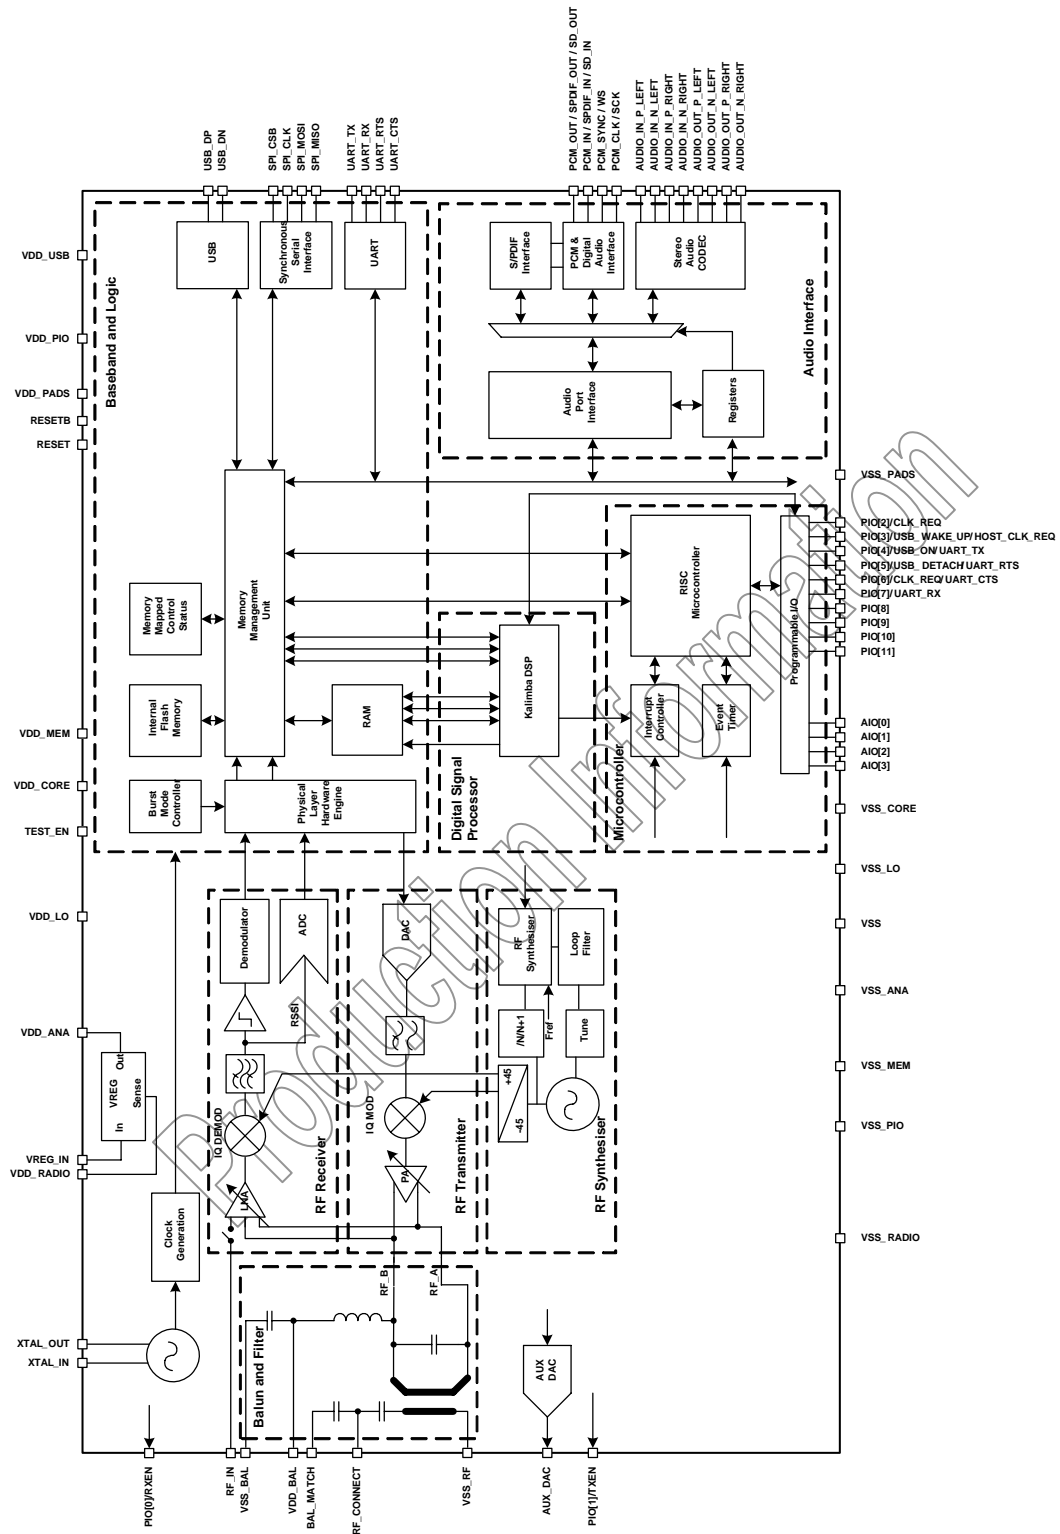 USB_DP
USB_DN
SPI_CSB
SPI_CLK
SPI_MOSI
SPI_MISO
UART_TX
UART_RX
UART_RTS
UART_CTS
PCM_OUT / SPDIF_OUT / SD_OUT
PCM_IN / SPDIF_IN / SD_IN
PCM_SYNC / WS
PCM_CLK / SCK
AUDIO_IN_P_LEFT
AUDIO_IN_N_LEFT
AUDIO_IN_P_RIGHT
AUDIO_IN_N_RIGHT
AUDIO_OUT_P_LEFT
AUDIO_OUT_N_LEFT
AUDIO_OUT_P_RIGHT
AUDIO_OUT_N_RIGHT
VDD_USB
VDD_PIO
VDD_PADS
RESETB
RESET
VDD_MEM
VDD_CORE
TEST_EN
VDD_LO
VDD_ANA
VREG_IN
VDD_RADIO
XTAL_OUT
XTAL_IN
Baseband and Logic
USB
Synchronous
Serial
Interface
UART
Memory
Management
Unit
Memory
Mapped
Control
Status
Internal
Flash
Memory
RAM
Burst
Mode
Controller
Physical
Layer
Hardware
Engine
Audio Interface
S/PDIF
Interface
PCM &
Digital
Audio
Interface
Stereo
Audio
CODEC
Audio
Port
Interface
Registers
Digital Signal
Processor
Kalimba DSP
Microcontroller
RISC
Microcontroller
Interrupt
Controller
Event
Timer
Programmable I/O
VSS_PADS
PIO[2]/CLK_REQ
PIO[3]/USB_WAKE_UP/HOST_CLK_REQ
PIO[4]/USB_ON/UART_TX
PIO[5]/USB_DETACH/UART_RTS
PIO[6]/CLK_REQ/UART_CTS
PIO[7]/UART_RX
PIO[8]
PIO[9]
PIO[10]
PIO[11]
AIO[0]
AIO[1]
AIO[2]
AIO[3]
VSS_CORE
VSS_LO
VSS
VSS_ANA
VSS_MEM
VSS_PIO
VSS_RADIO
RF Receiver
Demodulator
ADC
RSSI
IQ DEMOD
LNA
RF Transmitter
DAC
IQ MOD
PA
RF Synthesiser
RF
Synthesiser
Loop
Filter
/N/N+1
Fref
Tune
+45
-45
VREG
Out
Sense
In
Clock
Generation
Balun and Filter
RF_B
RF_A
AUX
DAC
PIO[0]/RXEN
RF_IN
VSS_BAL
VDD_BAL
BAL_MATCH
RF_CONNECT
VSS_RF
AUX_DAC
PIO[1]/TXEN
Production Information